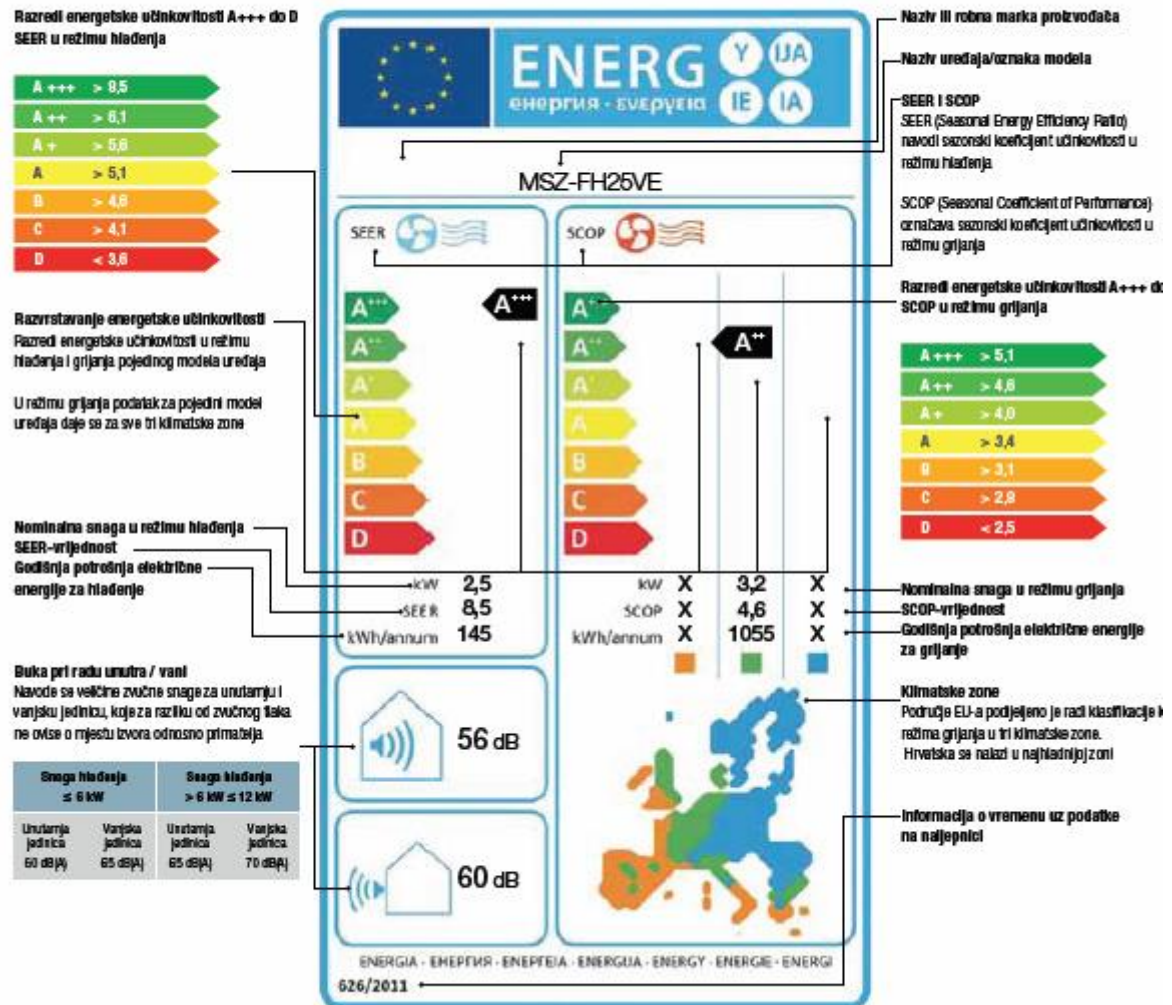 Razredi energetske učinkovitosti A+++ do D
SEER u režimu hlađenja
A +++ > 8,5
A ++ > 6,1
A + > 5,6
A > 5,1
B > 4,6
C > 4,1
D < 3,6
Razvrstavanje energetske učinkovitosti
Razredi energetske učinkovitosti u režimu
hlađenja i grijanja pojedinog modela uređaja
U režimu grijanja podatak za pojedini model
uređaja daje se za sve tri klimatske zone
Nominalna snaga u režimu hlađenja
SEER-vrijednost
Godišnja potrošnja električne
energije za hlađenje
Buka pri radu unutra / vani
Navode se veličine zvučne snage za unutarnju i
vanjsku jedinicu, koje za razliku od zvučnog tlaka
ne ovise o mjestu izvora odnosno primatelja
Snaga hlađenja
≤ 6 kW
Snaga hlađenja
> 6 kW ≤ 12 kW
Unutarnja
jedinica
60 dB(A)
Vanjska
jedinica
65 dB(A)
Unutarnja
jedinica
65 dB(A)
Vanjska
jedinica
70 dB(A)
ENERG
енергия · ενεργεια
Y IJA
IE IA
MSZ-FH25VE
SEER
A+++
A+++
A++
A+
A
B
C
D
kW 2,5
SEER 8,5
kWh/annum 145
SCOP
A++
A++
A+
A
B
C
D
A++
kW X 3,2 X
SCOP X 4,6 X
kWh/annum X 1055 X
56 dB
60 dB
ENERGIA · ЕНЕРГИЯ · ΕΝΕΡΓΕΙΑ · ENERGIJA · ENERGY · ENERGIE · ENERGI
626/2011
Naziv ili robna marka proizvođača
Naziv uređaja/oznaka modela
SEER I SCOP
SEER (Seasonal Energy Efficiency Ratio)
navodi sezonski koeficijent učinkovitosti u
režimu hlađenja
SCOP (Seasonal Coefficient of Performance)
označava sezonski koeficijent učinkovitosti u
režimu grijanja
Razredi energetske učinkovitosti A+++ do
SCOP u režimu grijanja
A +++ > 5,1
A ++ > 4,6
A + > 4,0
A > 3,4
B > 3,1
C > 2,8
D < 2,5
Nominalna snaga u režimu grijanja
SCOP-vrijednost
Godišnja potrošnja električne energije
za grijanje
Klimatske zone
Područje EU-a podijeljeno je radi klasifikacije
režima grijanja u tri klimatske zone.
Hrvatska se nalazi u najhladnijoj zoni
Informacija o vremenu uz podatke
na naljepnici